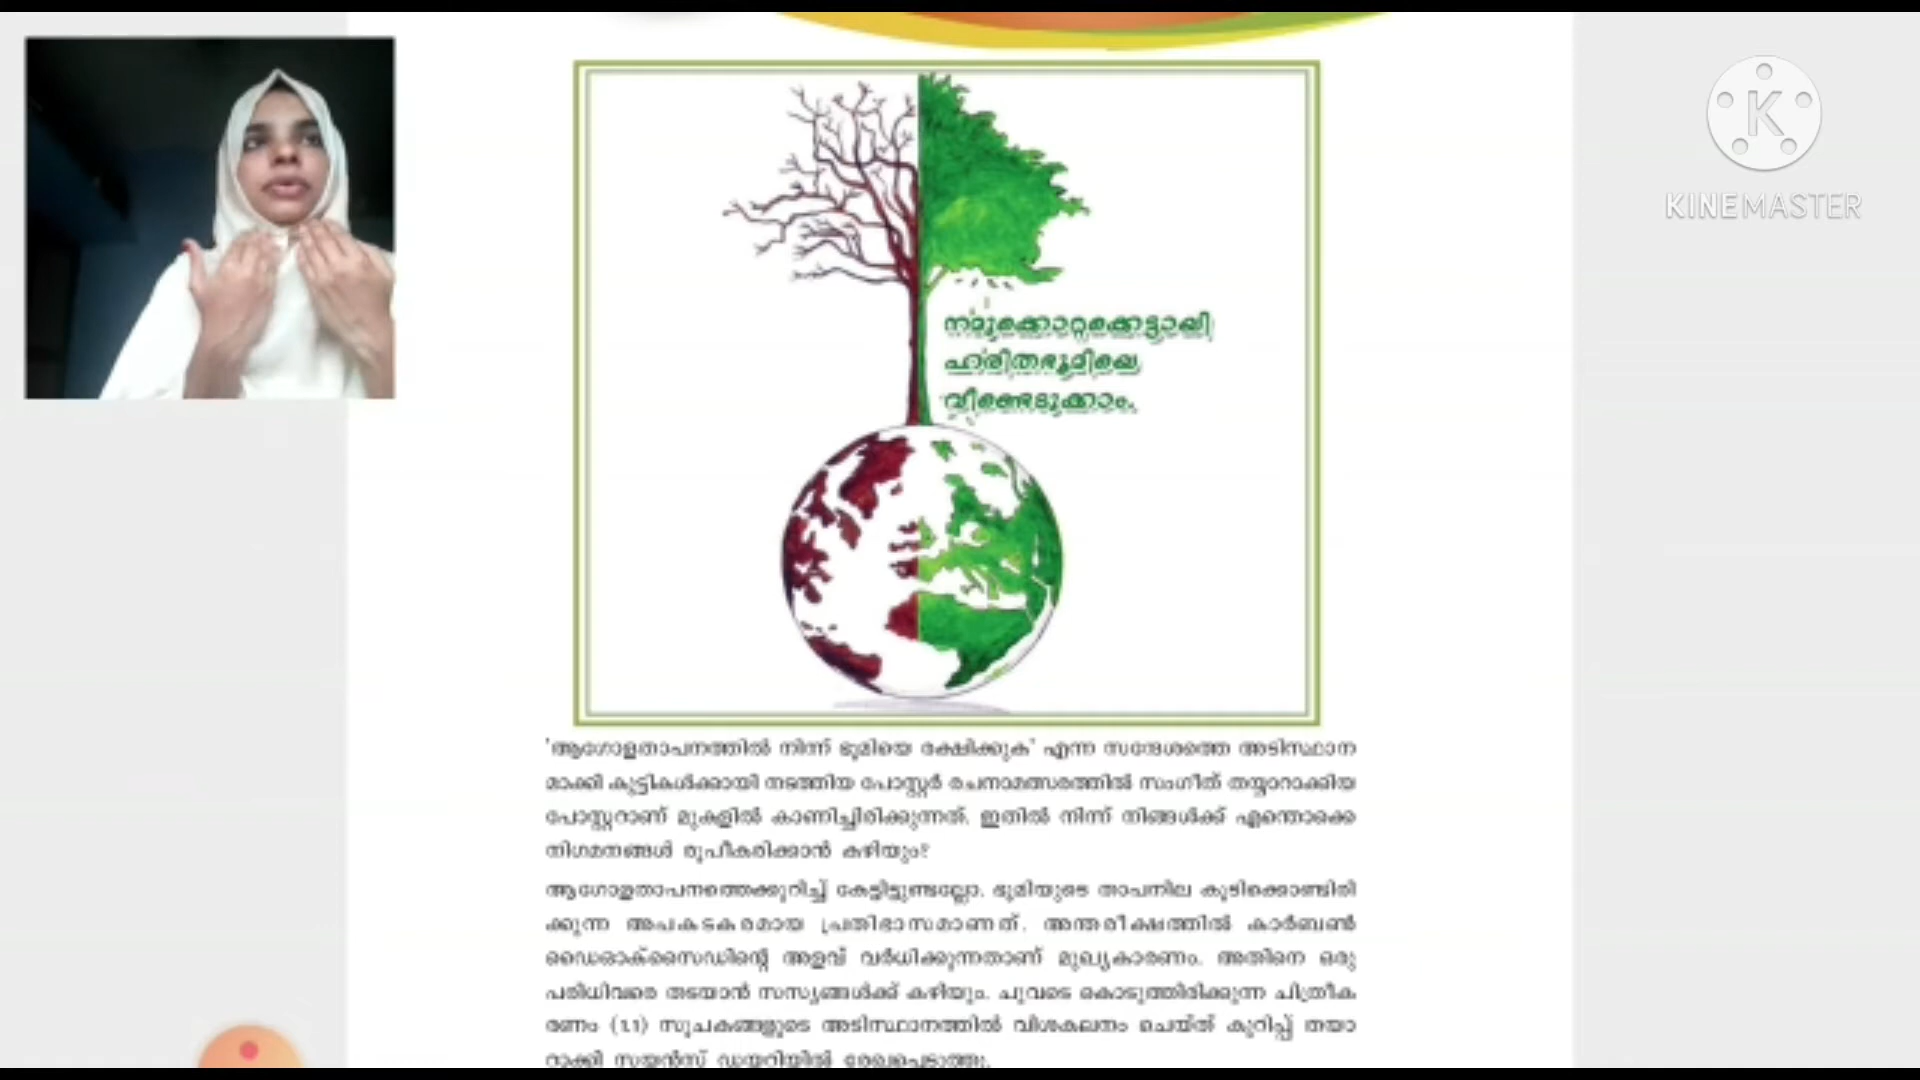 KINEMASTER
നമുക്കൊറ്റക്കെട്ടായി
ഹരിതഭൂമിയെ
വീണ്ടെടുക്കാം.
'ആഗോളതാപനത്തിൽ നിന്ന് ഭൂമിയെ രക്ഷിക്കുക' എന്ന സന്ദേശത്തെ അടിസ്ഥാന
മാക്കി കുട്ടികൾക്കായി നടത്തിയ പോസ്റ്റർ രചനാമത്സരത്തിൽ സംഗീത് തയ്യാറാക്കിയ
പോസ്റ്ററാണ് മുകളിൽ കാണിച്ചിരിക്കുന്നത്. ഇതിൽ നിന്ന് നിങ്ങൾക്ക് എന്തൊക്കെ
നിഗമനങ്ങൾ രൂപീകരിക്കാൻ കഴിയും?
ആഗോളതാപനത്തെക്കുറിച്ച് കേട്ടിട്ടുണ്ടല്ലോ. ഭൂമിയുടെ താപനില കൂടിക്കൊണ്ടിരി
ക്കുന്ന അപകടകരമായ പ്രതിഭാസമാണത്. അന്തരീക്ഷത്തിൽ കാർബൺ
ഡൈഓക്സൈഡിന്റെ അളവ് വർധിക്കുന്നതാണ് മുഖ്യകാരണം. അതിനെ ഒരു
പരിധിവരെ തടയാൻ സസ്യങ്ങൾക്ക് കഴിയും. ചുവടെ കൊടുത്തിരിക്കുന്ന ചിത്രീക
രണം (1.1) സൂചകങ്ങളുടെ അടിസ്ഥാനത്തിൽ വിശകലനം ചെയ്ത് കുറിപ്പ് തയാ
റാക്കി സയൻസ് ഡയറിയിൽ രേഖപ്പെടുത്തൂ.